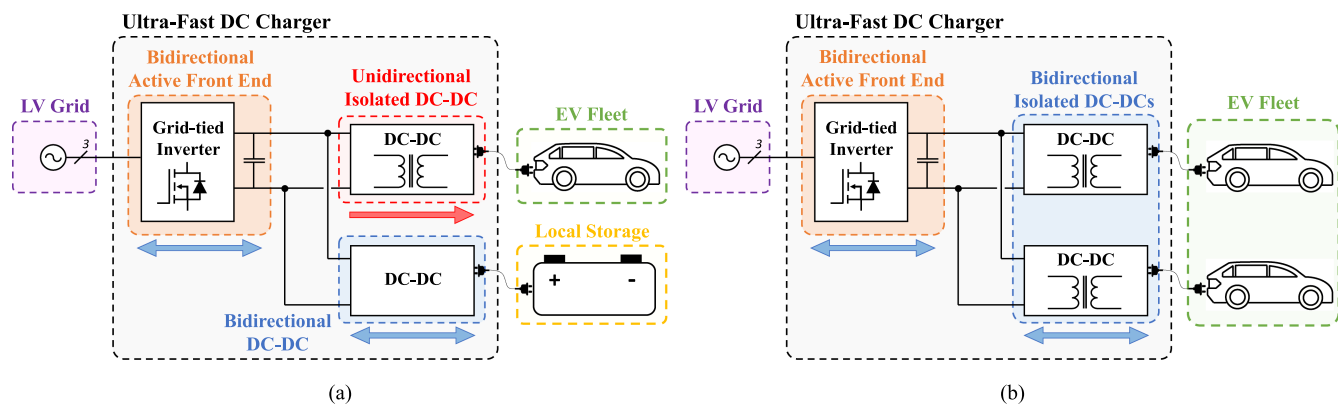 Ultra-Fast DC Charger
Bidirectional
Active Front End
Unidirectional
Isolated DC-DC
LV Grid
3
Grid-tied
Inverter
DC-DC
EV Fleet
Local Storage
DC-DC
+ -
Bidirectional
DC-DC
(a)
Ultra-Fast DC Charger
Bidirectional
Active Front End
Bidirectional
Isolated DC-DCs
LV Grid
3
Grid-tied
Inverter
DC-DC
EV Fleet
DC-DC
(b)